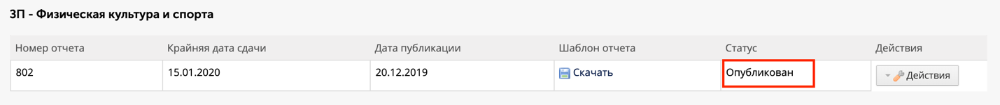 ЗП - Физическая культура и спорта
Номер отчета Крайняя дата сдачи Дата публикации Шаблон отчета Статус Действия
802 15.01.2020 20.12.2019 Скачать Опубликован Действия